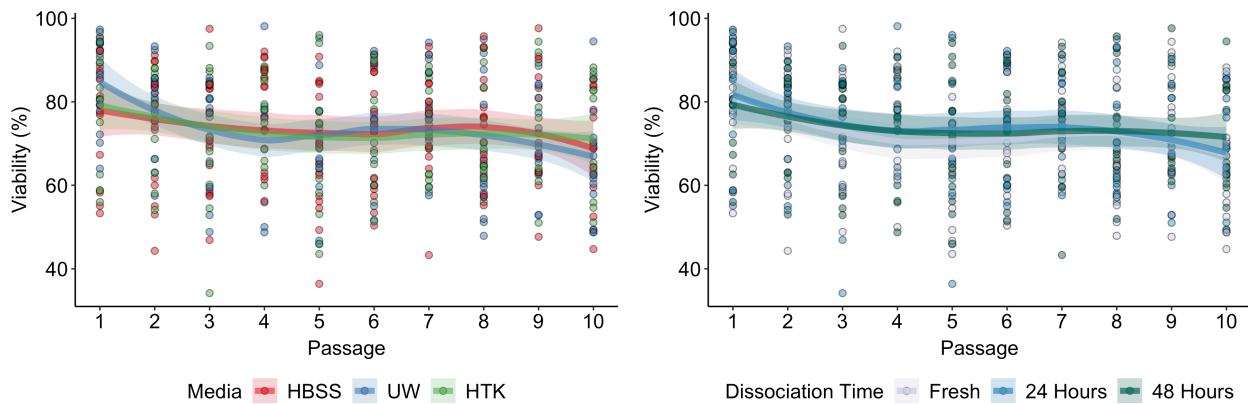 100
80
60
40
Viability (%)
1 2 3 4 5 6 7 8 9 10
Passage
Media HBSS UW HTK
100
80
60
40
Viability (%)
1 2 3 4 5 6 7 8 9 10
Passage
Dissociation Time Fresh 24 Hours 48 Hours